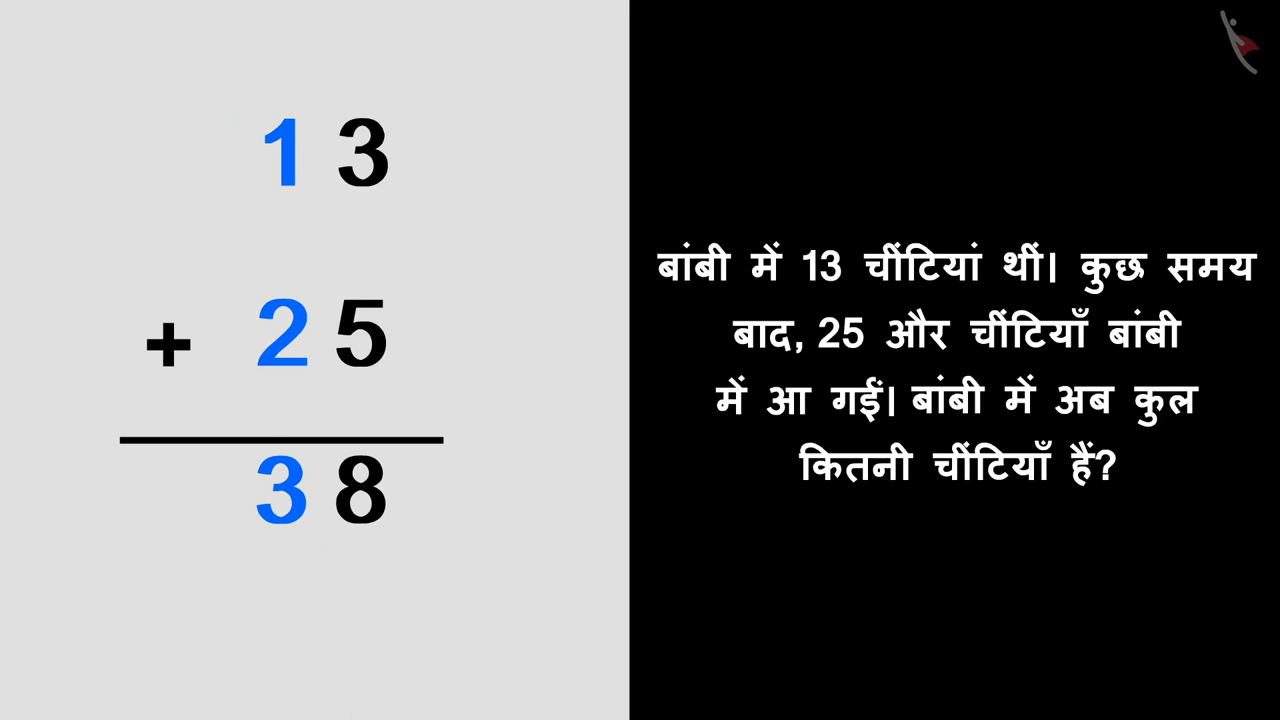 1 3
+ 2 5
3 8
बांबी में 13 चींटियां थीं। कुछ समय
बाद, 25 और चींटियाँ बांबी
में आ गईं। बांबी में अब कुल
कितनी चींटियाँ हैं?